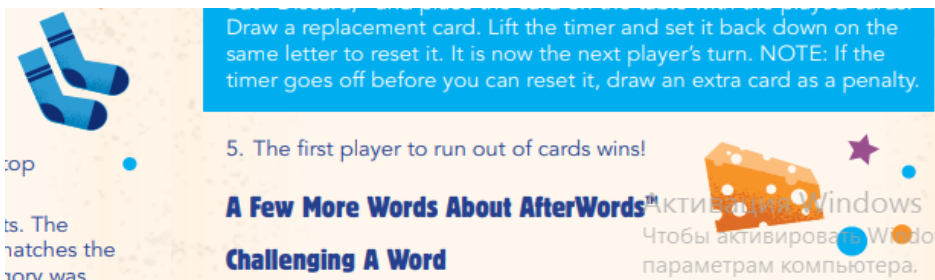 Draw a replacement card. Lift the timer and set it back down on the
same letter to reset it. It is now the next player's turn. NOTE: If the
timer goes off before you can reset it, draw an extra card as a penalty.
5. The first player to run out of cards wins!
A Few More Words About AfterWords™
Challenging A Word
top
ts. The
natches the
gory was
Активация Windows
Чтобы активировать Windo
параметрам компьютера.